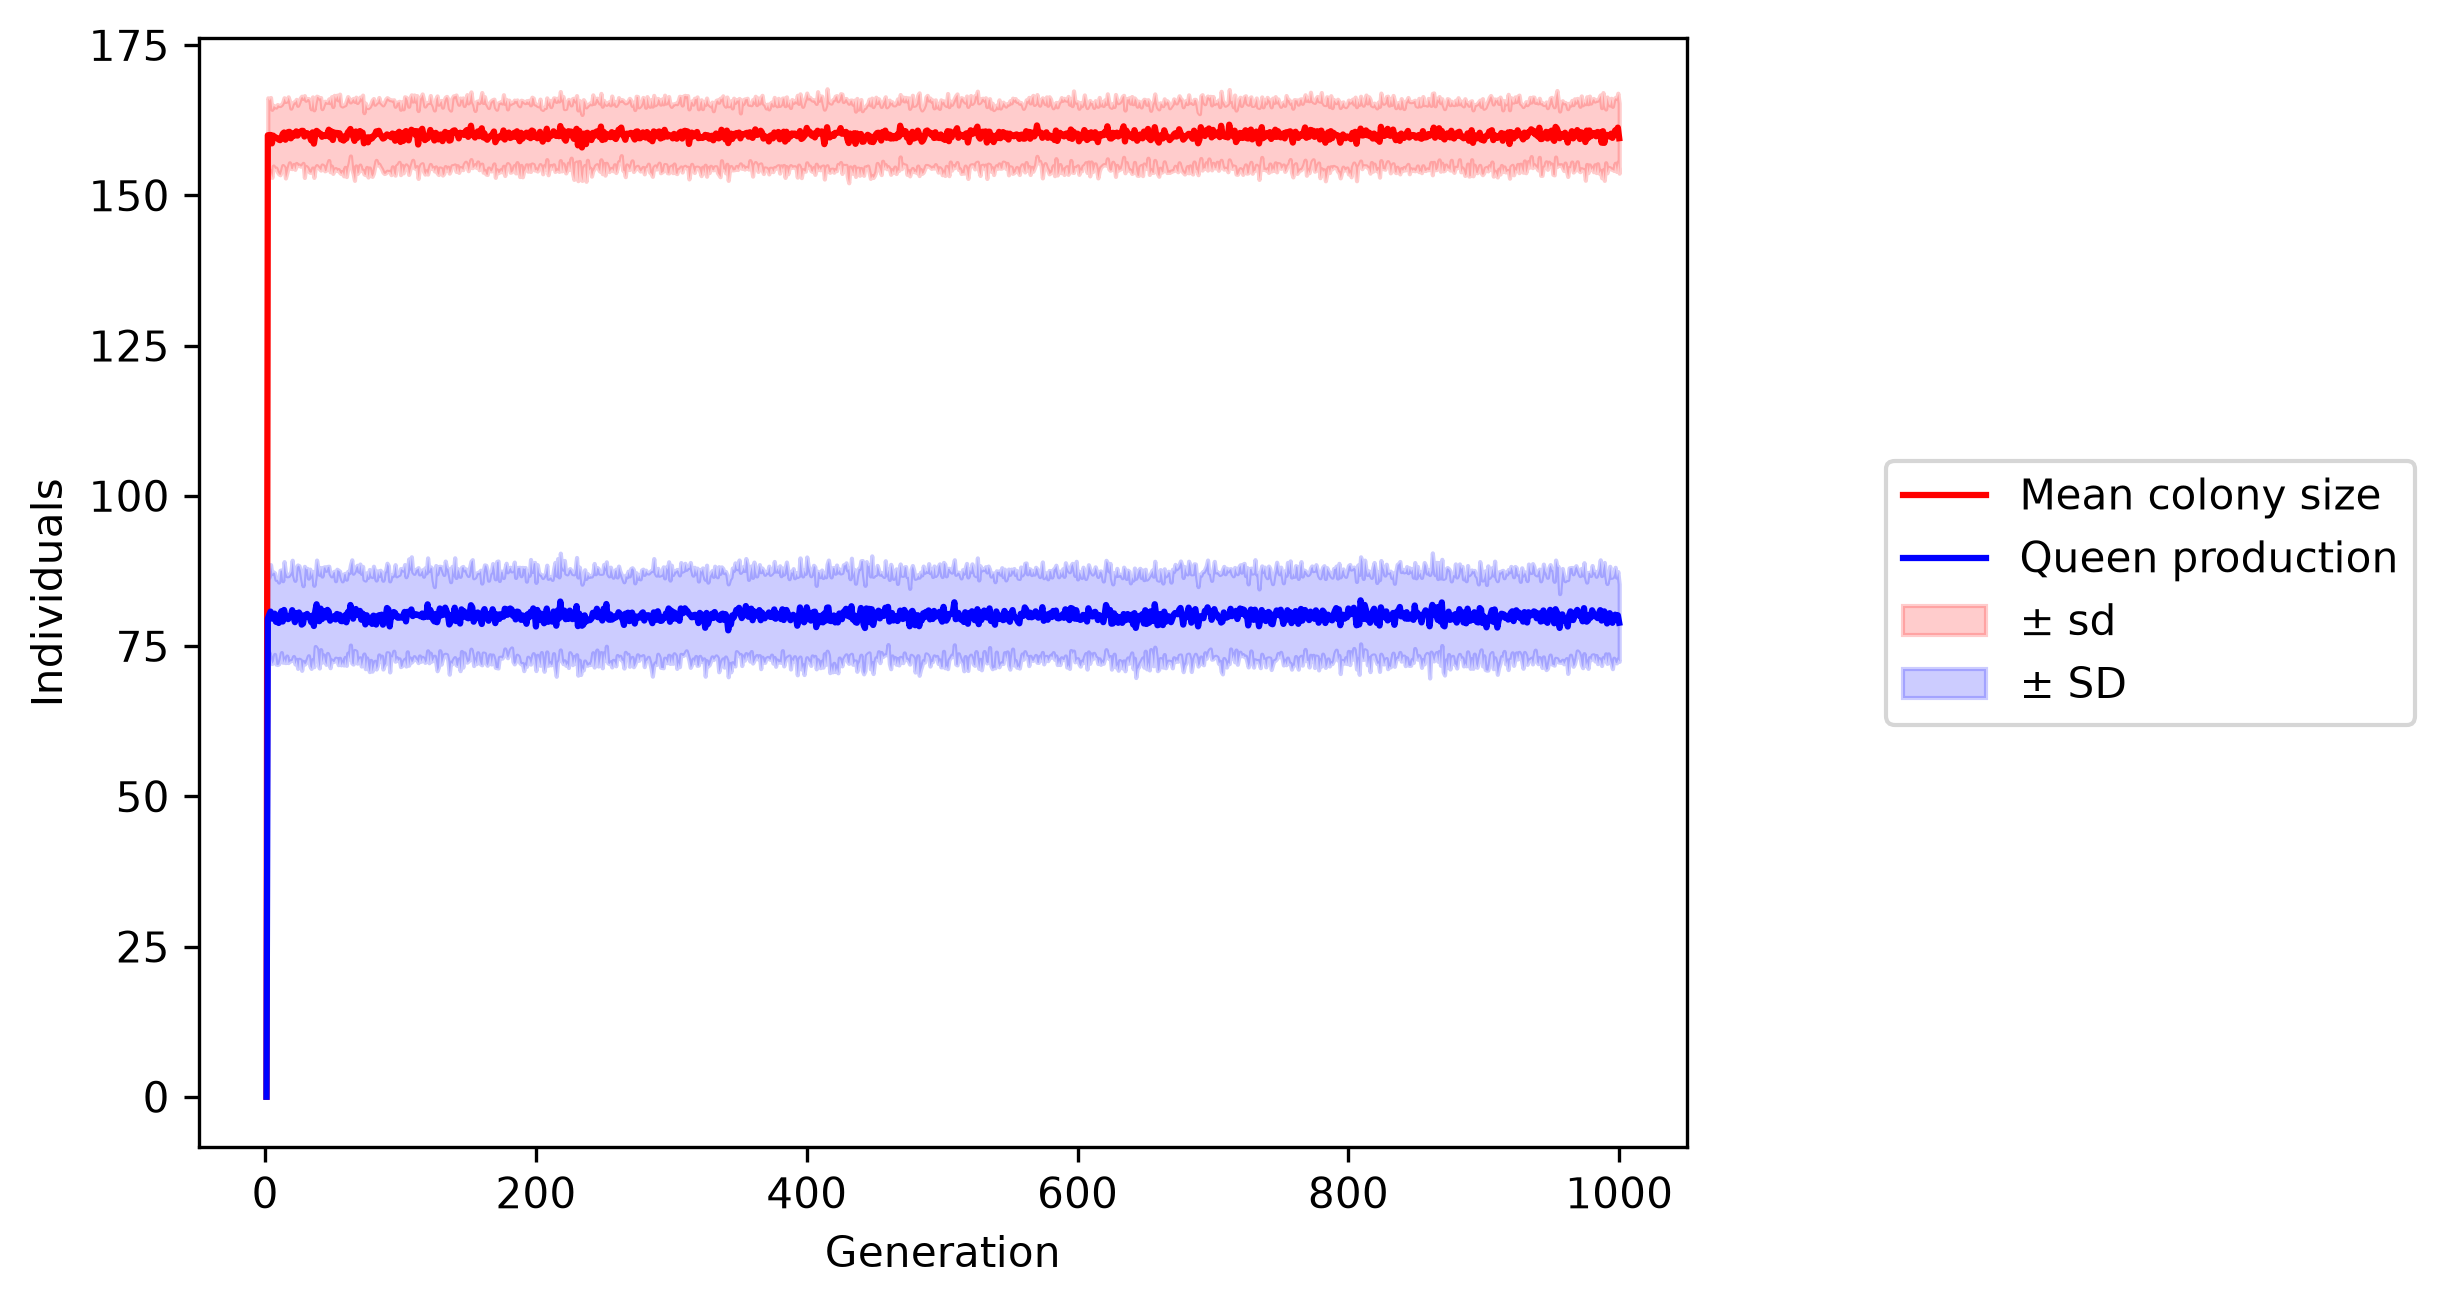 175
150
125
100
75
50
25
0
Individuals
0 200 400 600 800 1000
Generation
Mean colony size
Queen production
± sd
± SD